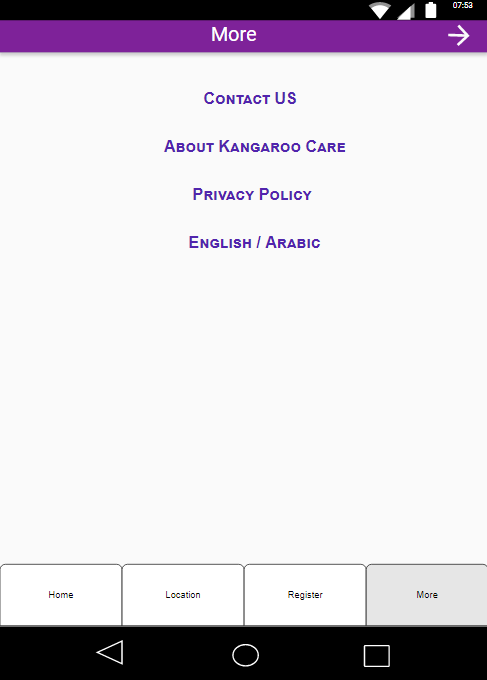 07:53
More
Contact US
About Kangaroo Care
Privacy Policy
English / Arabic
Home
Location
Register
More